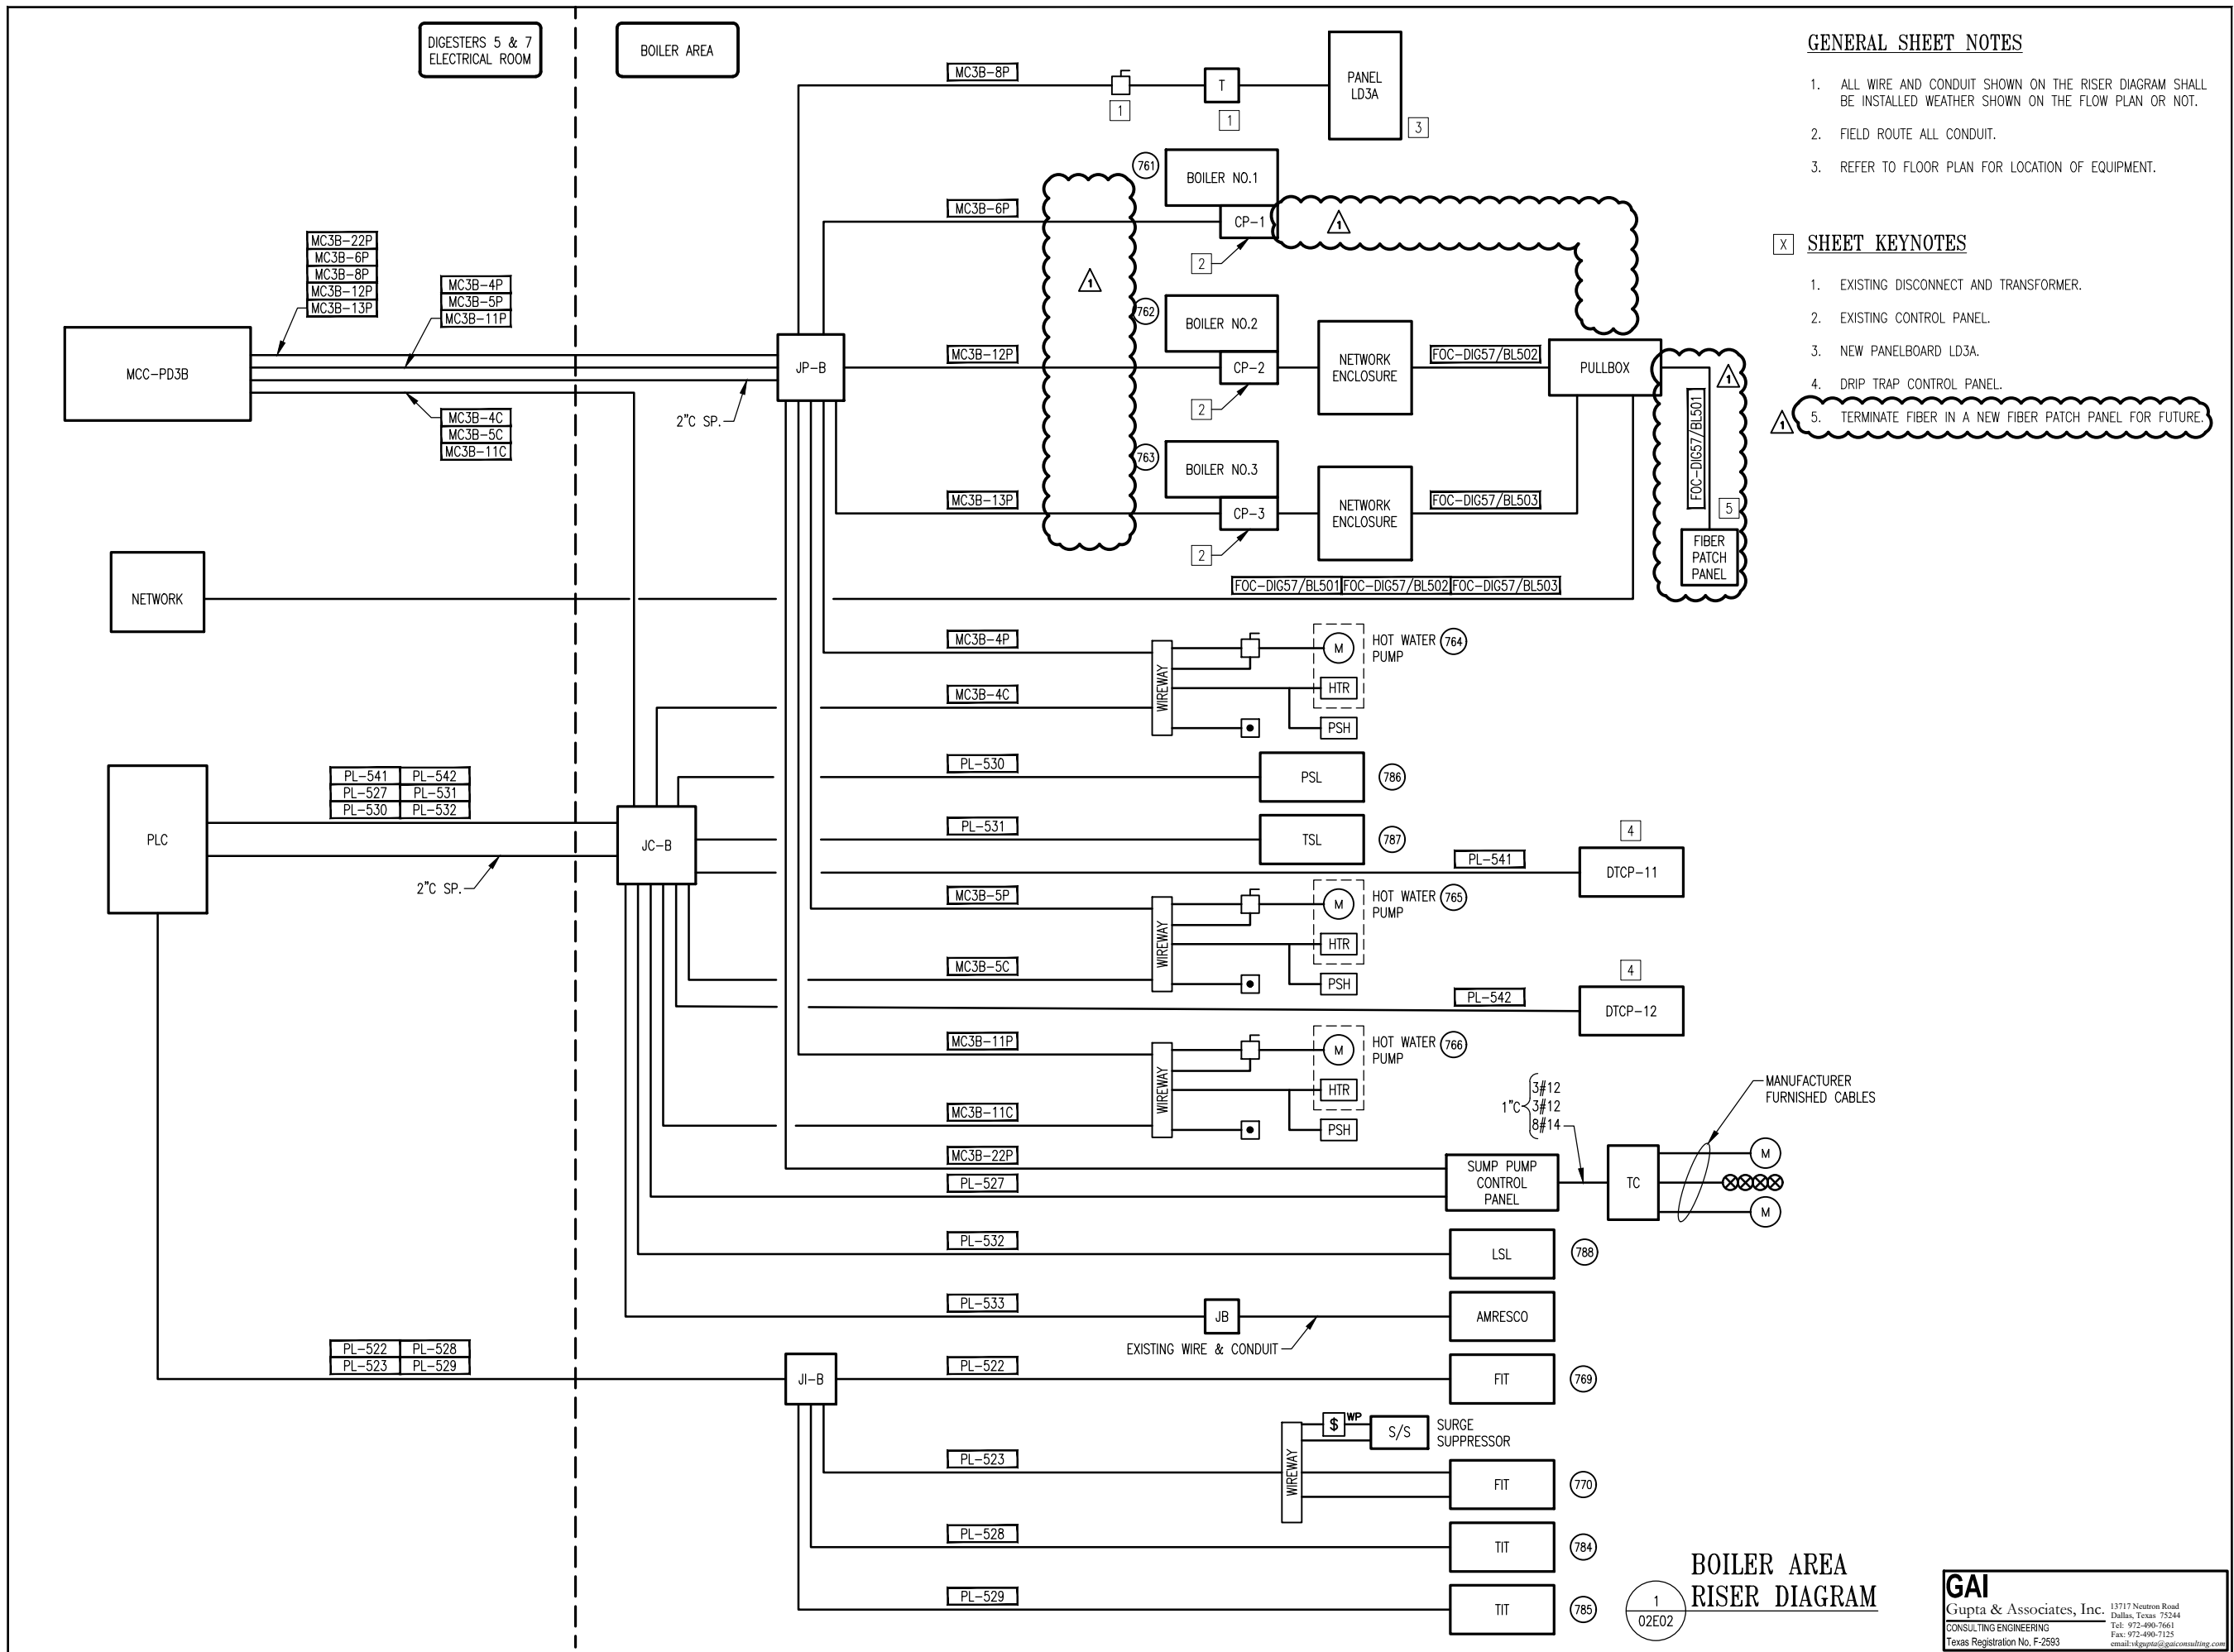 DIGESTERS 5 & 7
ELECTRICAL ROOM
BOILER AREA
MC3B-8P
1
T
1
PANEL
LD3A
3
GENERAL SHEET NOTES
1. ALL WIRE AND CONDUIT SHOWN ON THE RISER DIAGRAM SHALL
BE INSTALLED WEATHER SHOWN ON THE FLOW PLAN OR NOT.
2. FIELD ROUTE ALL CONDUIT.
3. REFER TO FLOOR PLAN FOR LOCATION OF EQUIPMENT.
X SHEET KEYNOTES
1. EXISTING DISCONNECT AND TRANSFORMER.
2. EXISTING CONTROL PANEL.
3. NEW PANELBOARD LD3A.
4. DRIP TRAP CONTROL PANEL.
1 5. TERMINATE FIBER IN A NEW FIBER PATCH PANEL FOR FUTURE.
761
BOILER NO.1
MC3B-6P
CP-1
1
2
1
MC3B-22P
MC3B-6P
MC3B-8P
MC3B-12P
MC3B-13P
MC3B-4P
MC3B-5P
MC3B-11P
MCC-PD3B
MC3B-4C
MC3B-5C
MC3B-11C
2"C SP.
JP-B
762
BOILER NO.2
MC3B-12P
CP-2
2
NETWORK
ENCLOSURE
FOC-DIG57/BL502
PULLBOX
1
FOC-DIG57/BL501
5
FIBER
PATCH
PANEL
763
BOILER NO.3
MC3B-13P
CP-3
2
NETWORK
ENCLOSURE
FOC-DIG57/BL503
NETWORK
FOC-DIG57/BL501 FOC-DIG57/BL502 FOC-DIG57/BL503
MC3B-4P
MC3B-4C
WIREWAY
M
HTR
PSH
HOT WATER
PUMP
764
PL-530
PSL
786
PL-541 PL-542
PL-527 PL-531
PL-530 PL-532
PLC
2"C SP.
JC-B
PL-531
TSL
787
PL-541
4
DTCP-11
MC3B-5P
MC3B-5C
WIREWAY
M
HTR
PSH
HOT WATER
PUMP
765
PL-542
4
DTCP-12
MC3B-11P
MC3B-11C
WIREWAY
M
HTR
PSH
HOT WATER
PUMP
766
1"C
3#12
3#12
8#14
MANUFACTURER
FURNISHED CABLES
MC3B-22P
PL-527
SUMP PUMP
CONTROL
PANEL
TC
M
M
PL-532
LSL
788
PL-533
JB
EXISTING WIRE & CONDUIT
AMRESCO
PL-522 PL-528
PL-523 PL-529
JI-B
PL-522
FIT
769
$ WP
S/S
SURGE
SUPPRESSOR
PL-523
WIREWAY
FIT
770
PL-528
TIT
784
PL-529
TIT
785
1
02E02
BOILER AREA
RISER DIAGRAM
GAI
Gupta & Associates, Inc.
CONSULTING ENGINEERING
Texas Registration No. F-2593
13717 Neutron Road
Dallas, Texas 75244
Tel: 972-490-7661
Fax: 972-490-7125
email:vkgupta@gaiconsulting.com